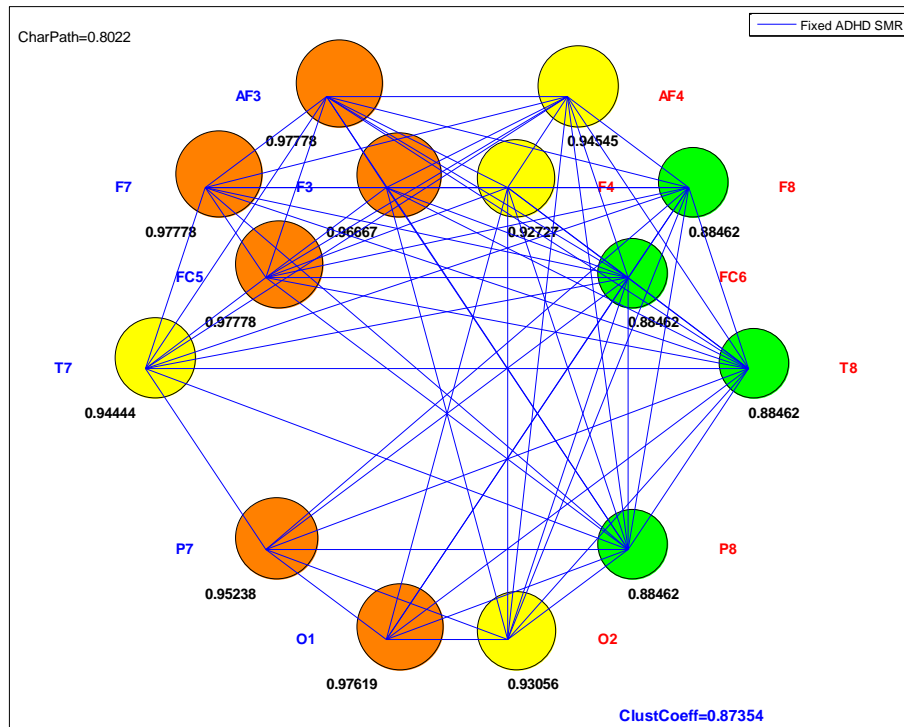 Fixed ADHD SMR
CharPath=0.8022
AF3
AF4
0.97778
0.94545
F7
F3
F4
F8
0.97778
0.96667
0.92727
0.88462
FC5
FC6
0.97778
0.88462
T7
T8
0.94444
0.88462
P7
P8
0.95238
0.88462
O1
O2
0.97619
0.93056
ClustCoeff=0.87354